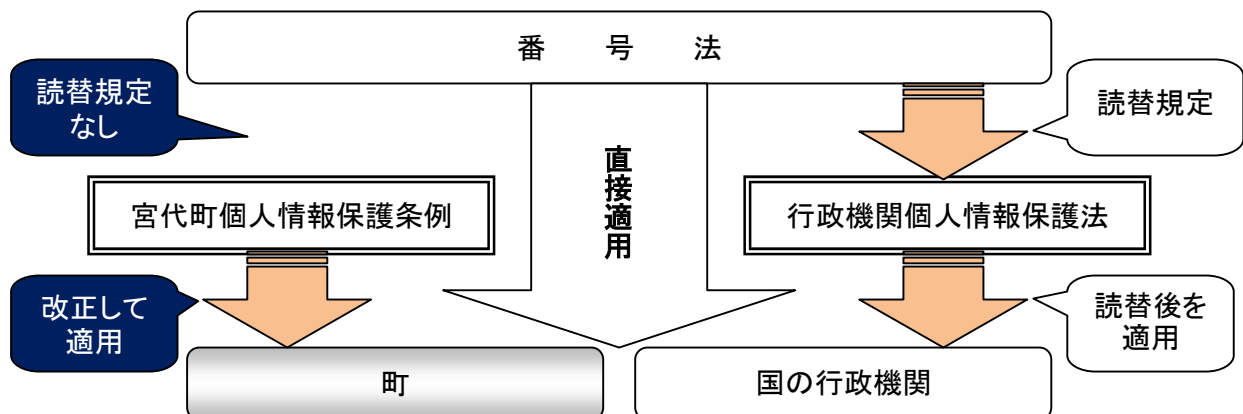 番号法
読替規定
なし
読替規定
直接適用
宮代町個人情報保護条例
行政機関個人情報保護法
改正して
適用
読替後を
適用
町
国の行政機関